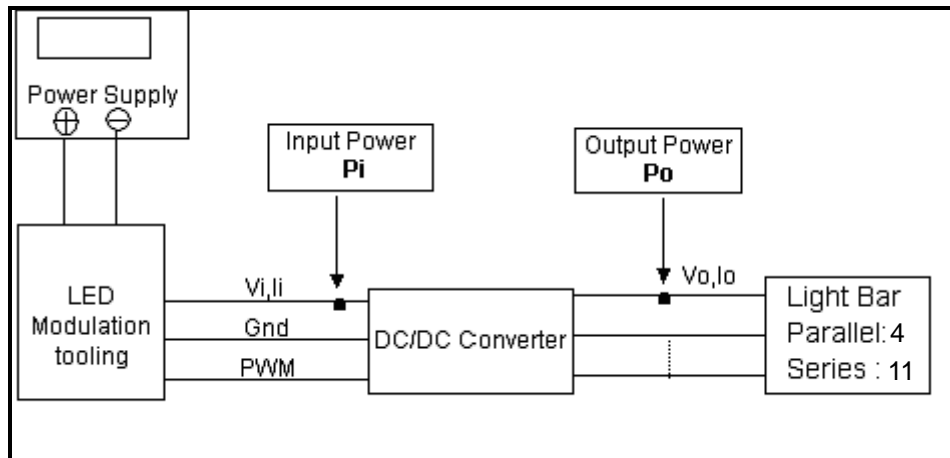 Power Supply
Input Power
Pi
Output Power
Po
LED
Modulation
tooling
Vi,Ii
Gnd
PWM
DC/DC Converter
Vo,Io
Light Bar
Parallel: 4
Series : 11